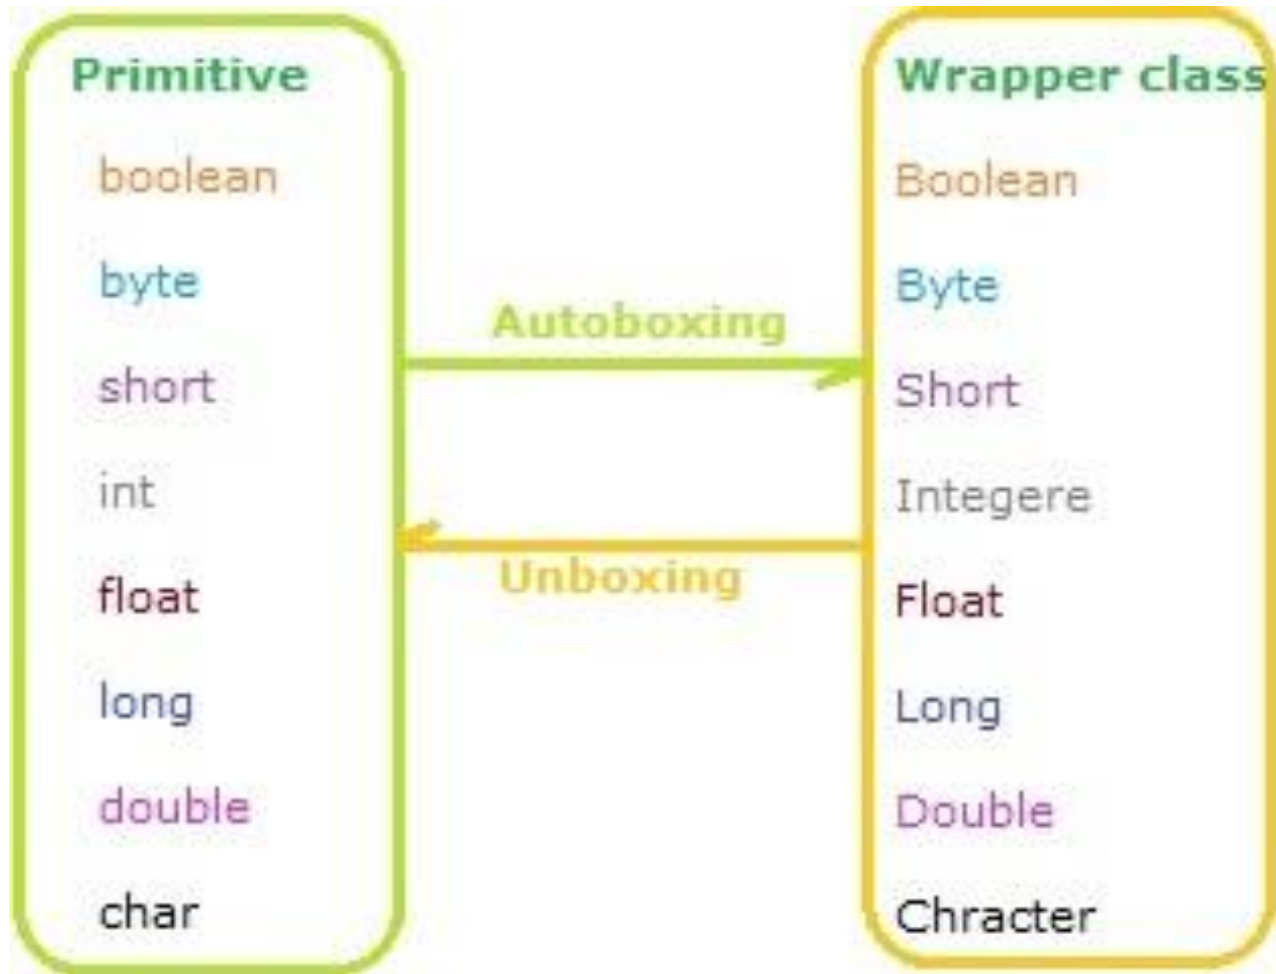 Primitive
boolean
byte
short
int
float
long
double
char
Autoboxing
Unboxing
Wrapper class
Boolean
Byte
Short
Integere
Float
Long
Double
Chracter